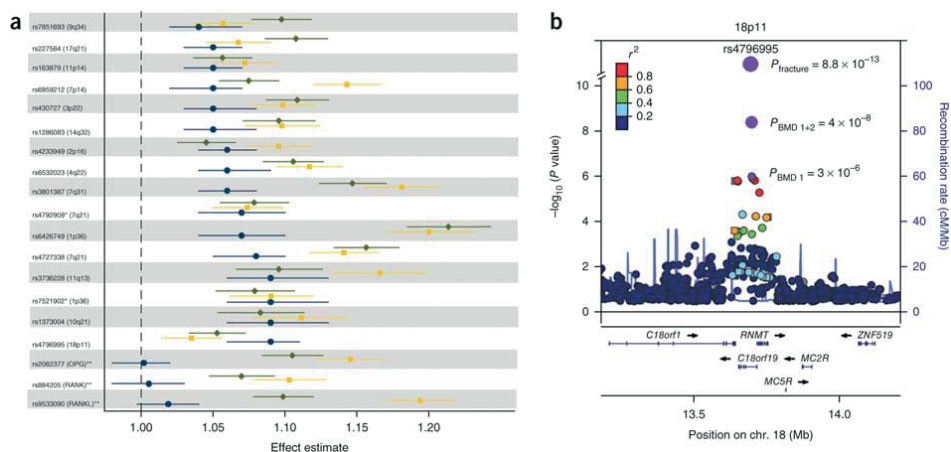 a
rs7851693 (9q34)
rs227584 (17q21)
rs163879 (11p14)
rs6959212 (7p14)
rs430727 (3p22)
rs1286083 (14q32)
rs4233949 (2p16)
rs6532023 (4q22)
rs3801387 (7q31)
rs4792909* (7q21)
rs6426749 (1p36)
rs4727338 (7q21)
rs3736228 (11q13)
rs7521902* (1p36)
rs1373004 (10q21)
rs4796995 (18p11)
rs2062377 (OPG)**
rs884205 (RANK)**
rs9533090 (RANKL)**
1.00 1.05 1.10 1.15 1.20
Effect estimate
b
18p11
rs4796995
r2
0.8
0.6
0.4
0.2
Pfracture = 8.8 × 10−13
PBMD 1+2 = 4 × 10−8
PBMD 1 = 3 × 10−6
–log10 (P value)
10
8
6
4
2
0
Recombination rate (cM/Mb)
100
80
60
40
20
0
C18orf1 RNMT ZNF519
C18orf19 MC2R
MC5R
13.5 14.0
Position on chr. 18 (Mb)